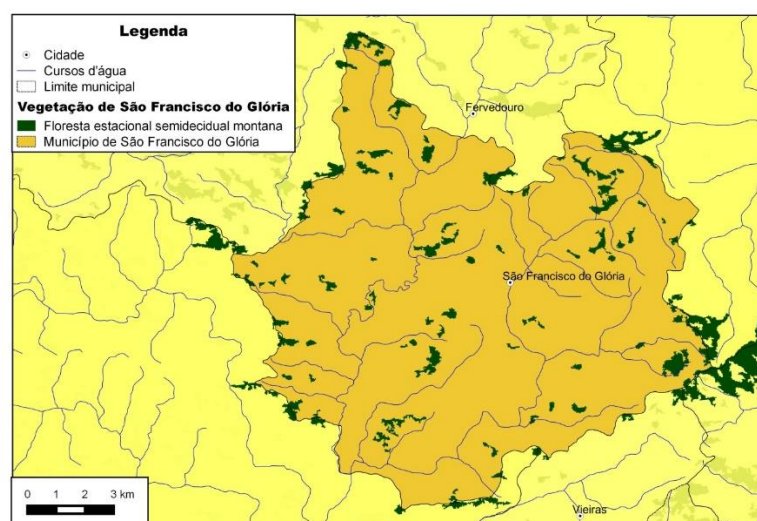 Legenda
Cidade
Cursos d'água
Limite municipal
Vegetação de São Francisco do Glória
Floresta estacional semidecidual montana
Município de São Francisco do Glória
Fervedouro
São Francisco do Glória
0 1 2 3 km
Vieiras